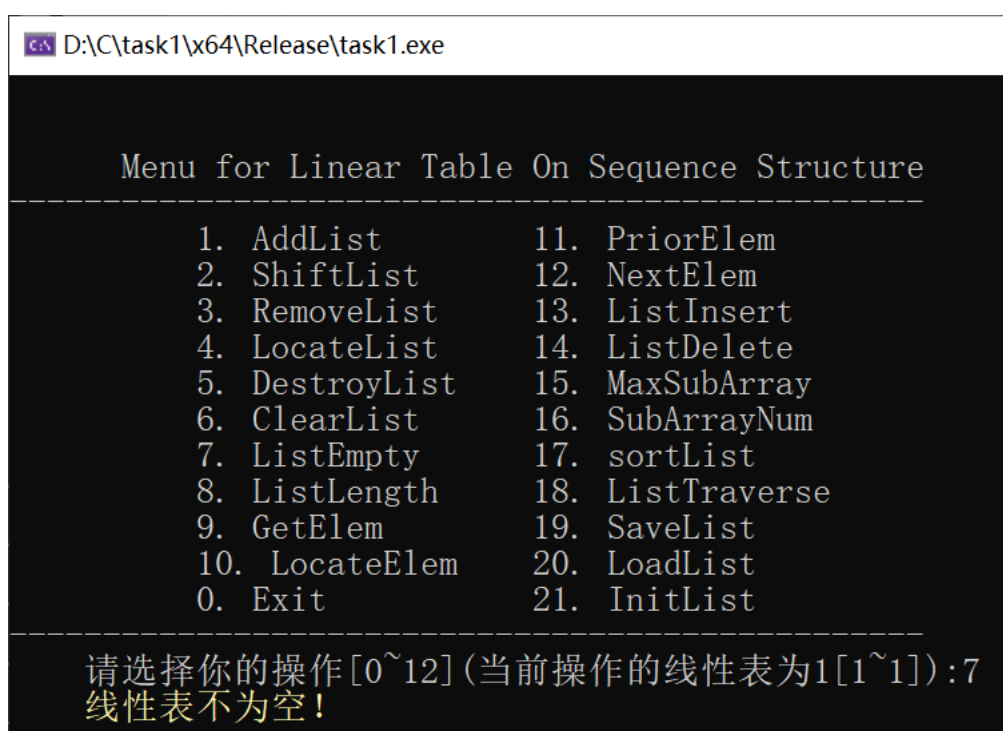 D:\C\task1\x64\Release\task1.exe
Menu for Linear Table On Sequence Structure
-------------------------------------------------
1. AddList 11. PriorElem
2. ShiftList 12. NextElem
3. RemoveList 13. ListInsert
4. LocateList 14. ListDelete
5. DestroyList 15. MaxSubArray
6. ClearList 16. SubArrayNum
7. ListEmpty 17. sortList
8. ListLength 18. ListTraverse
9. GetElem 19. SaveList
10. LocateElem 20. LoadList
0. Exit 21. InitList
-------------------------------------------------
请选择你的操作[0~12](当前操作的线性表为1[1~1]):7
线性表不为空!